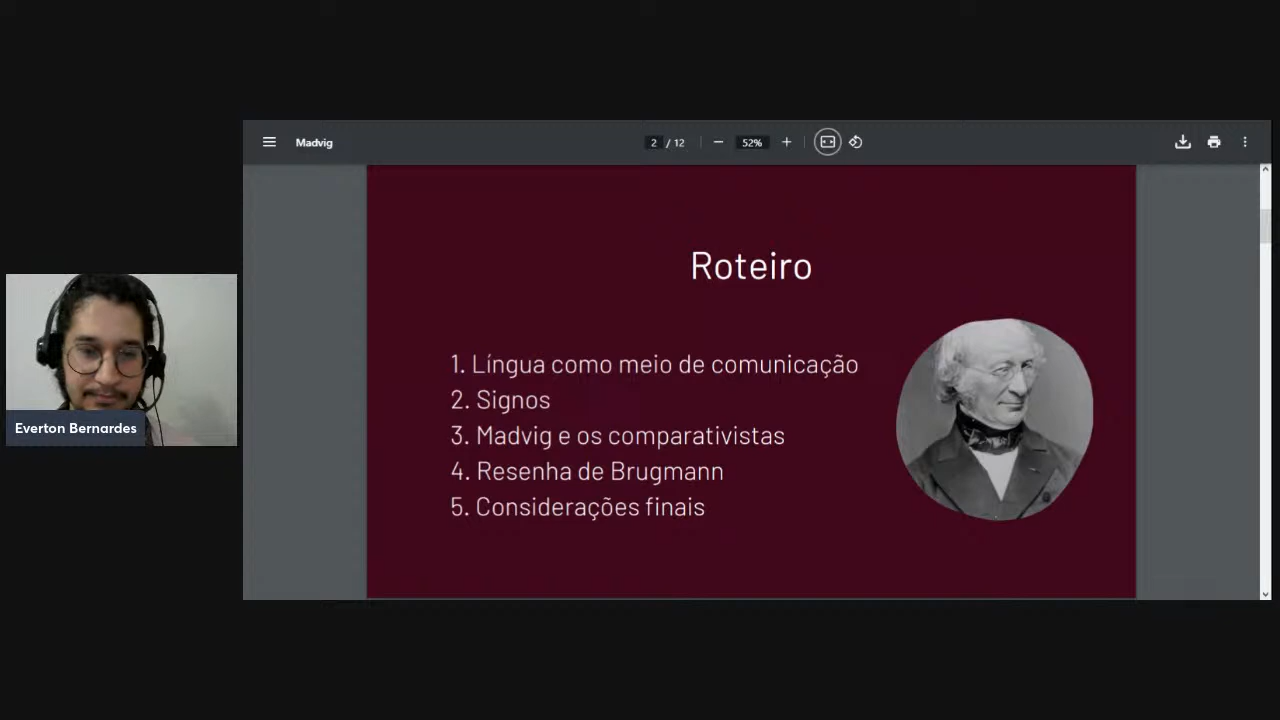 Madvig
2 / 12
52%
Roteiro
1. Língua como meio de comunicação
2. Signos
3. Madvig e os comparativistas
4. Resenha de Brugmann
5. Considerações finais
Everton Bernardes